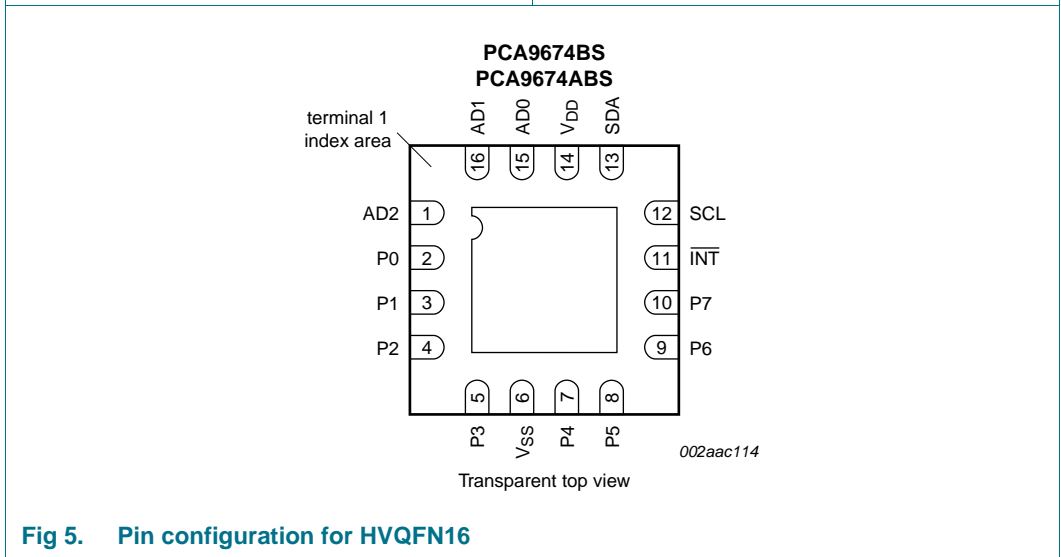 PCA9674BS
PCA9674ABS
terminal 1
index area
AD1
AD0
VDD
SDA
16
15
14
13
AD2 1
12 SCL
P0 2
11 INT
P1 3
10 P7
P2 4
9 P6
5
6
7
8
P3
VSS
P4
P5
002aac114
Transparent top view
Fig 5. Pin configuration for HVQFN16